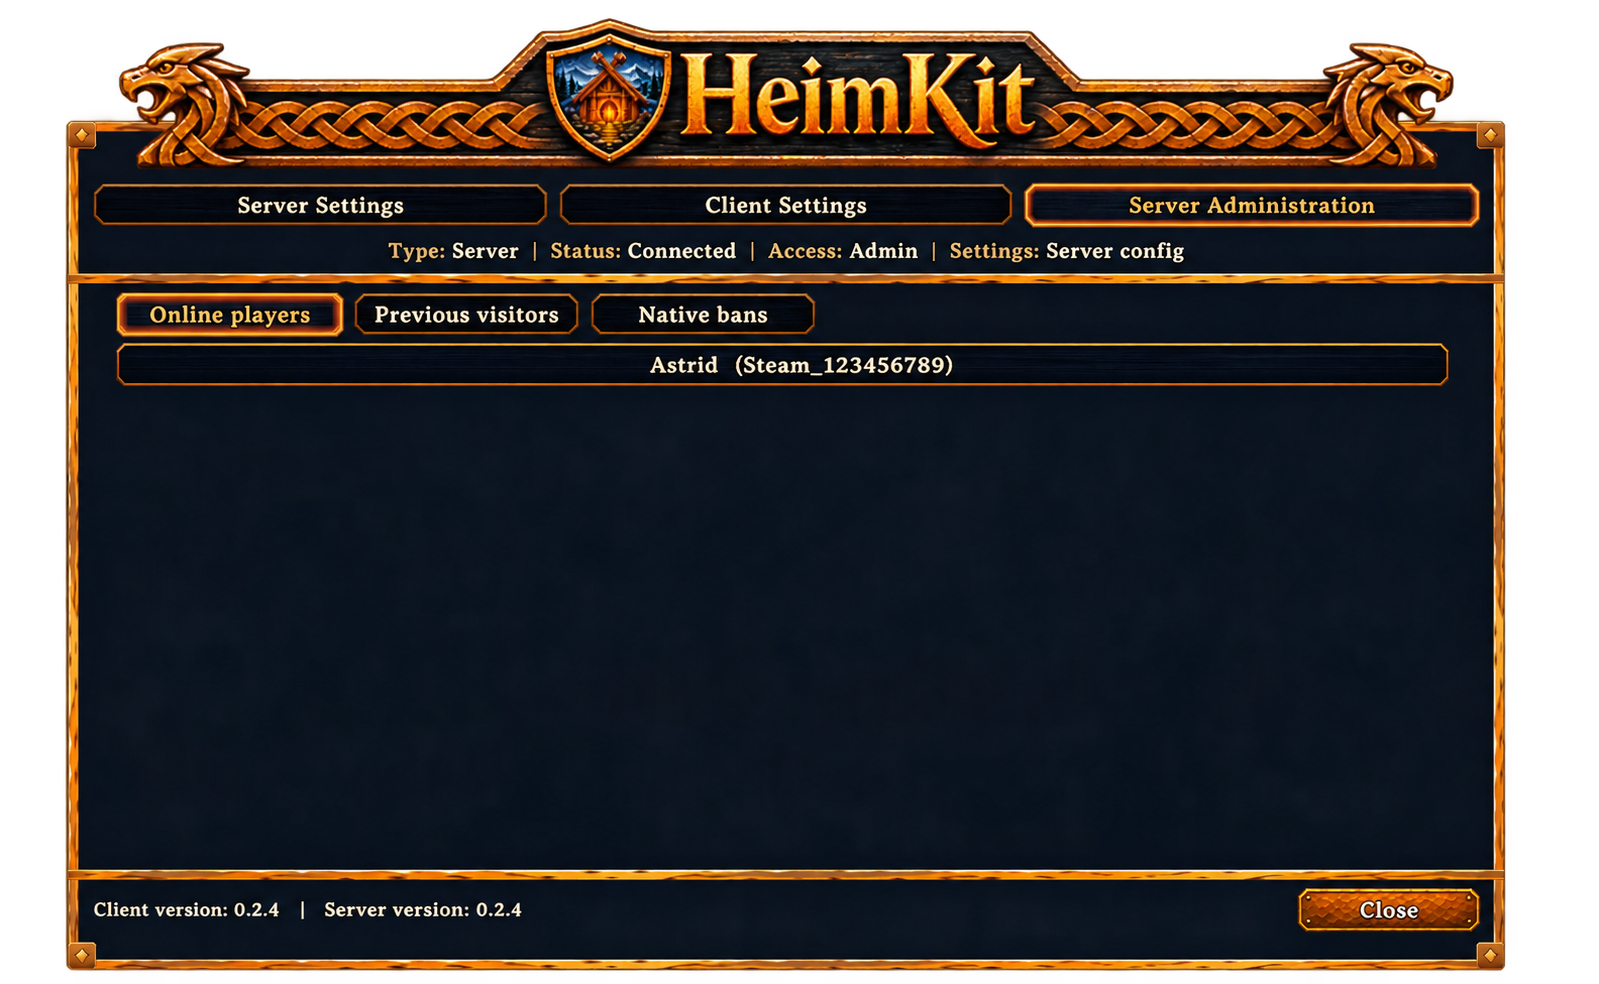 HeimKit
Server Settings
Client Settings
Server Administration
Type: Server | Status: Connected | Access: Admin | Settings: Server config
Online players
Previous visitors
Native bans
Astrid (Steam_123456789)
Client version: 0.2.4 | Server version: 0.2.4
Close